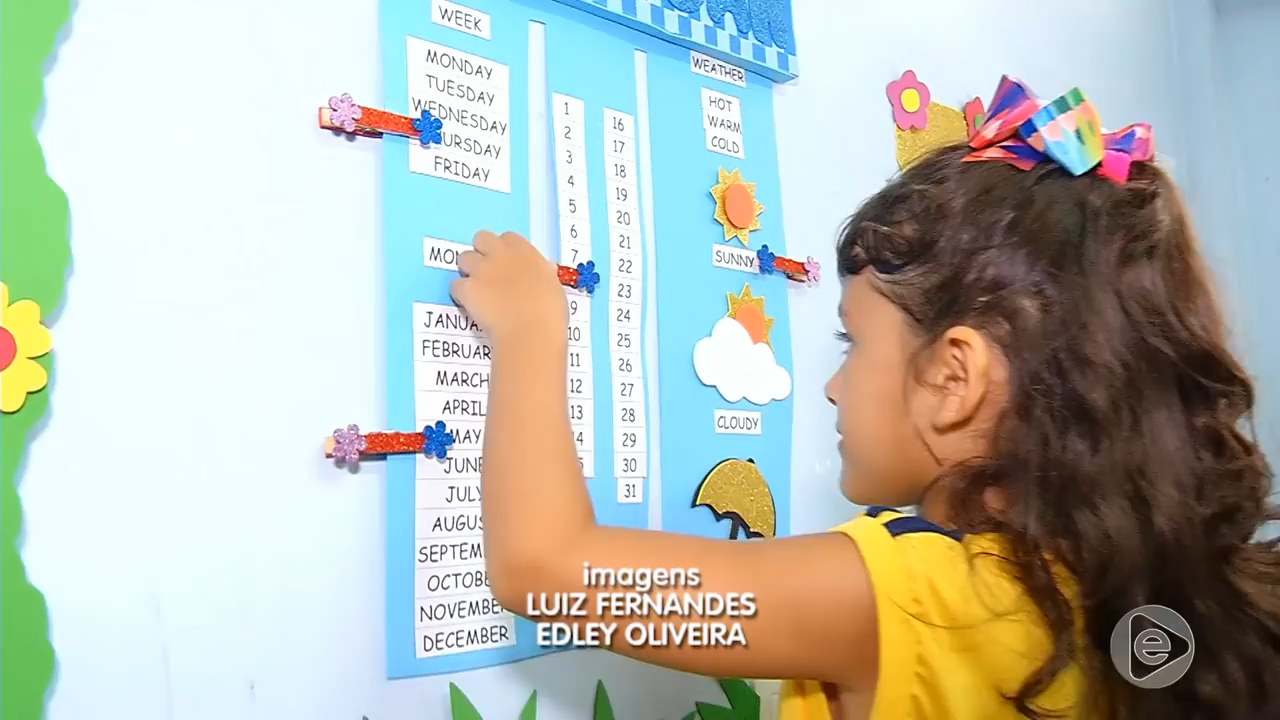 WEEK
MONDAY
TUESDAY
WEDNESDAY
URSDAY
FRIDAY
MON
JANUA
FEBRUAR
MARCH
APRIL
MAY
JUNE
JULY
AUGUS
SEPTEM
OCTOBE
NOVEMBER
DECEMBER
1
2
3
4
5
6
7
9
10
11
12
13
16
17
18
19
20
21
22
23
24
25
26
27
28
29
30
31
WEATHER
HOT
WARM
COLD
SUNNY
CLOUDY
imagens
LUIZ FERNANDES
EDLEY OLIVEIRA
e